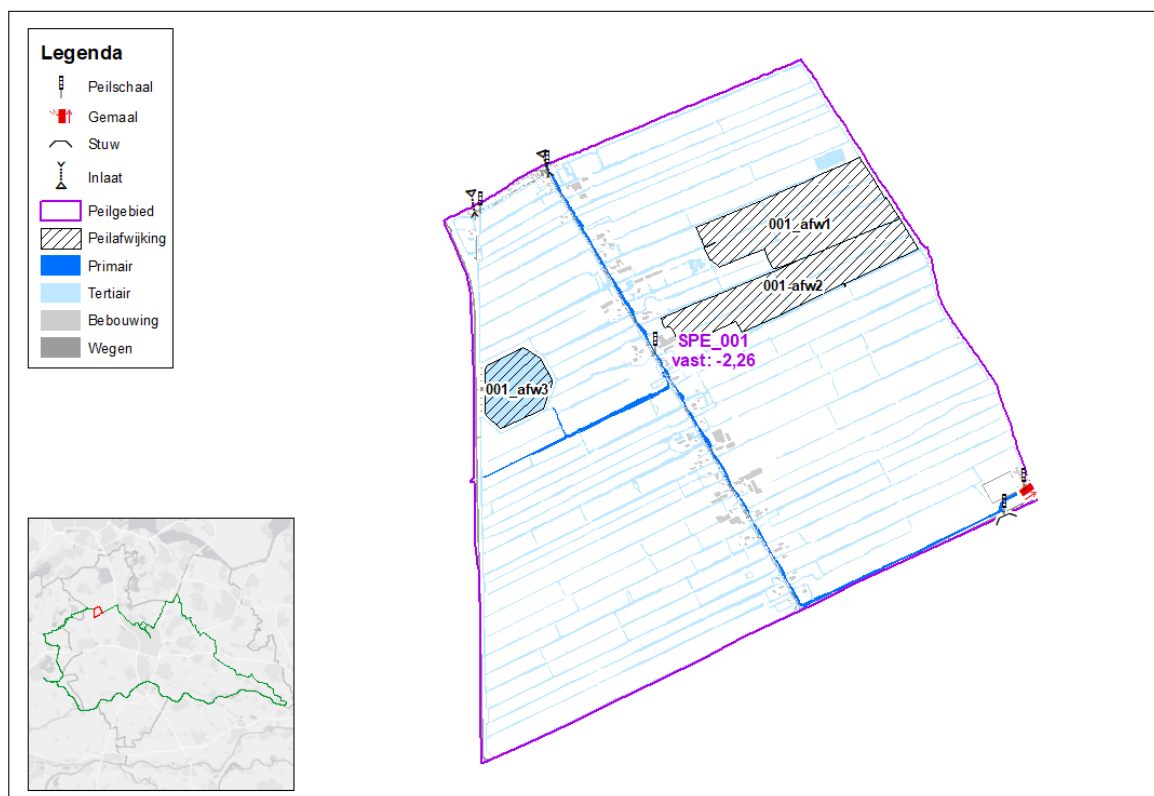 Legenda
Peilschaal
Gemaal
Stuw
Inlaat
Peilgebied
Peilafwijking
Primair
Tertiair
Bebouwing
Wegen
001_afw1
001_afw2
SPE_001
vast: -2,26
001_afw3